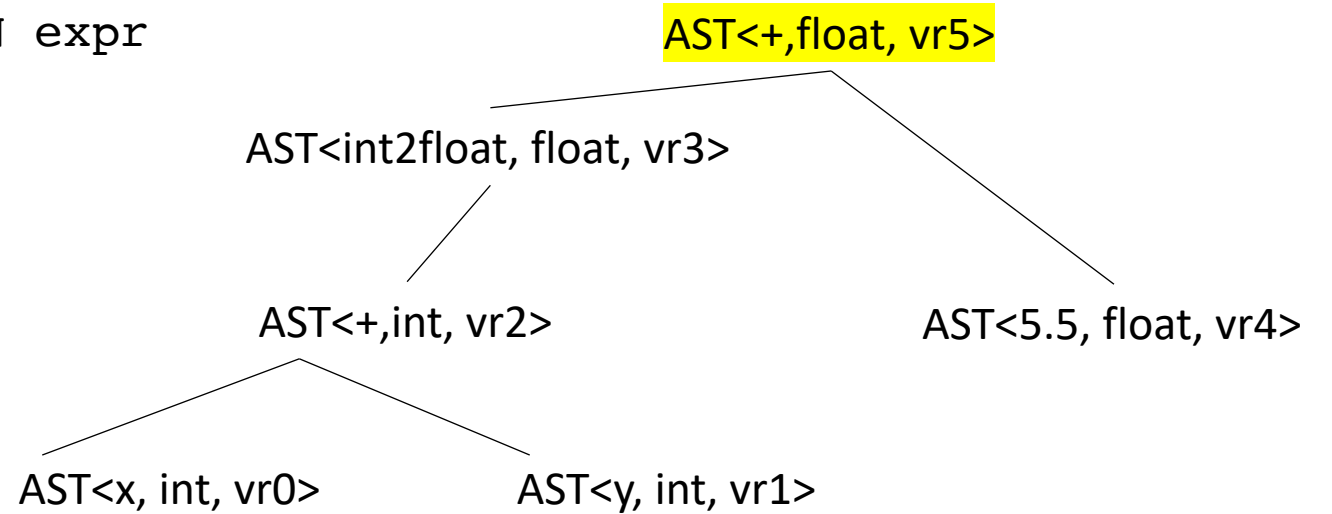 expr
AST<+,float, vr5>
AST<int2float, float, vr3>
AST<+,int, vr2>
AST<5.5, float, vr4>
AST<x, int, vr0>
AST<y, int, vr1>